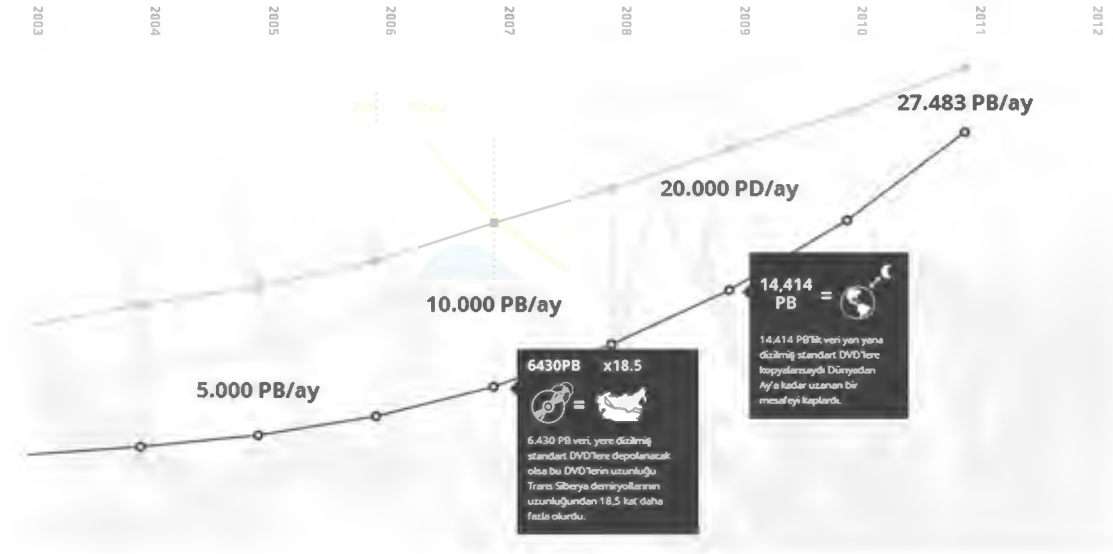 2003
2004
2005
2006
2007
2008
2009
2010
2011
2012
27.483 PB/ay
20.000 PD/ay
10.000 PB/ay
5.000 PB/ay
14,414
PB
=
14.414 PB'lik veri yan yana
dizilmiş standart DVD'lere
kopyalansaydı Dünyadan
Ay'a kadar uzanan bir
mesafeyi kaplardı.
6430PB x18.5
=
6.430 PB veri, yere dizilmiş
standart DVD'lere depolanacak
olsa bu DVD'lerin uzunluğu
Trans Siberya demiryollarının
uzunluğundan 18,5 kat daha
fazla olurdu.